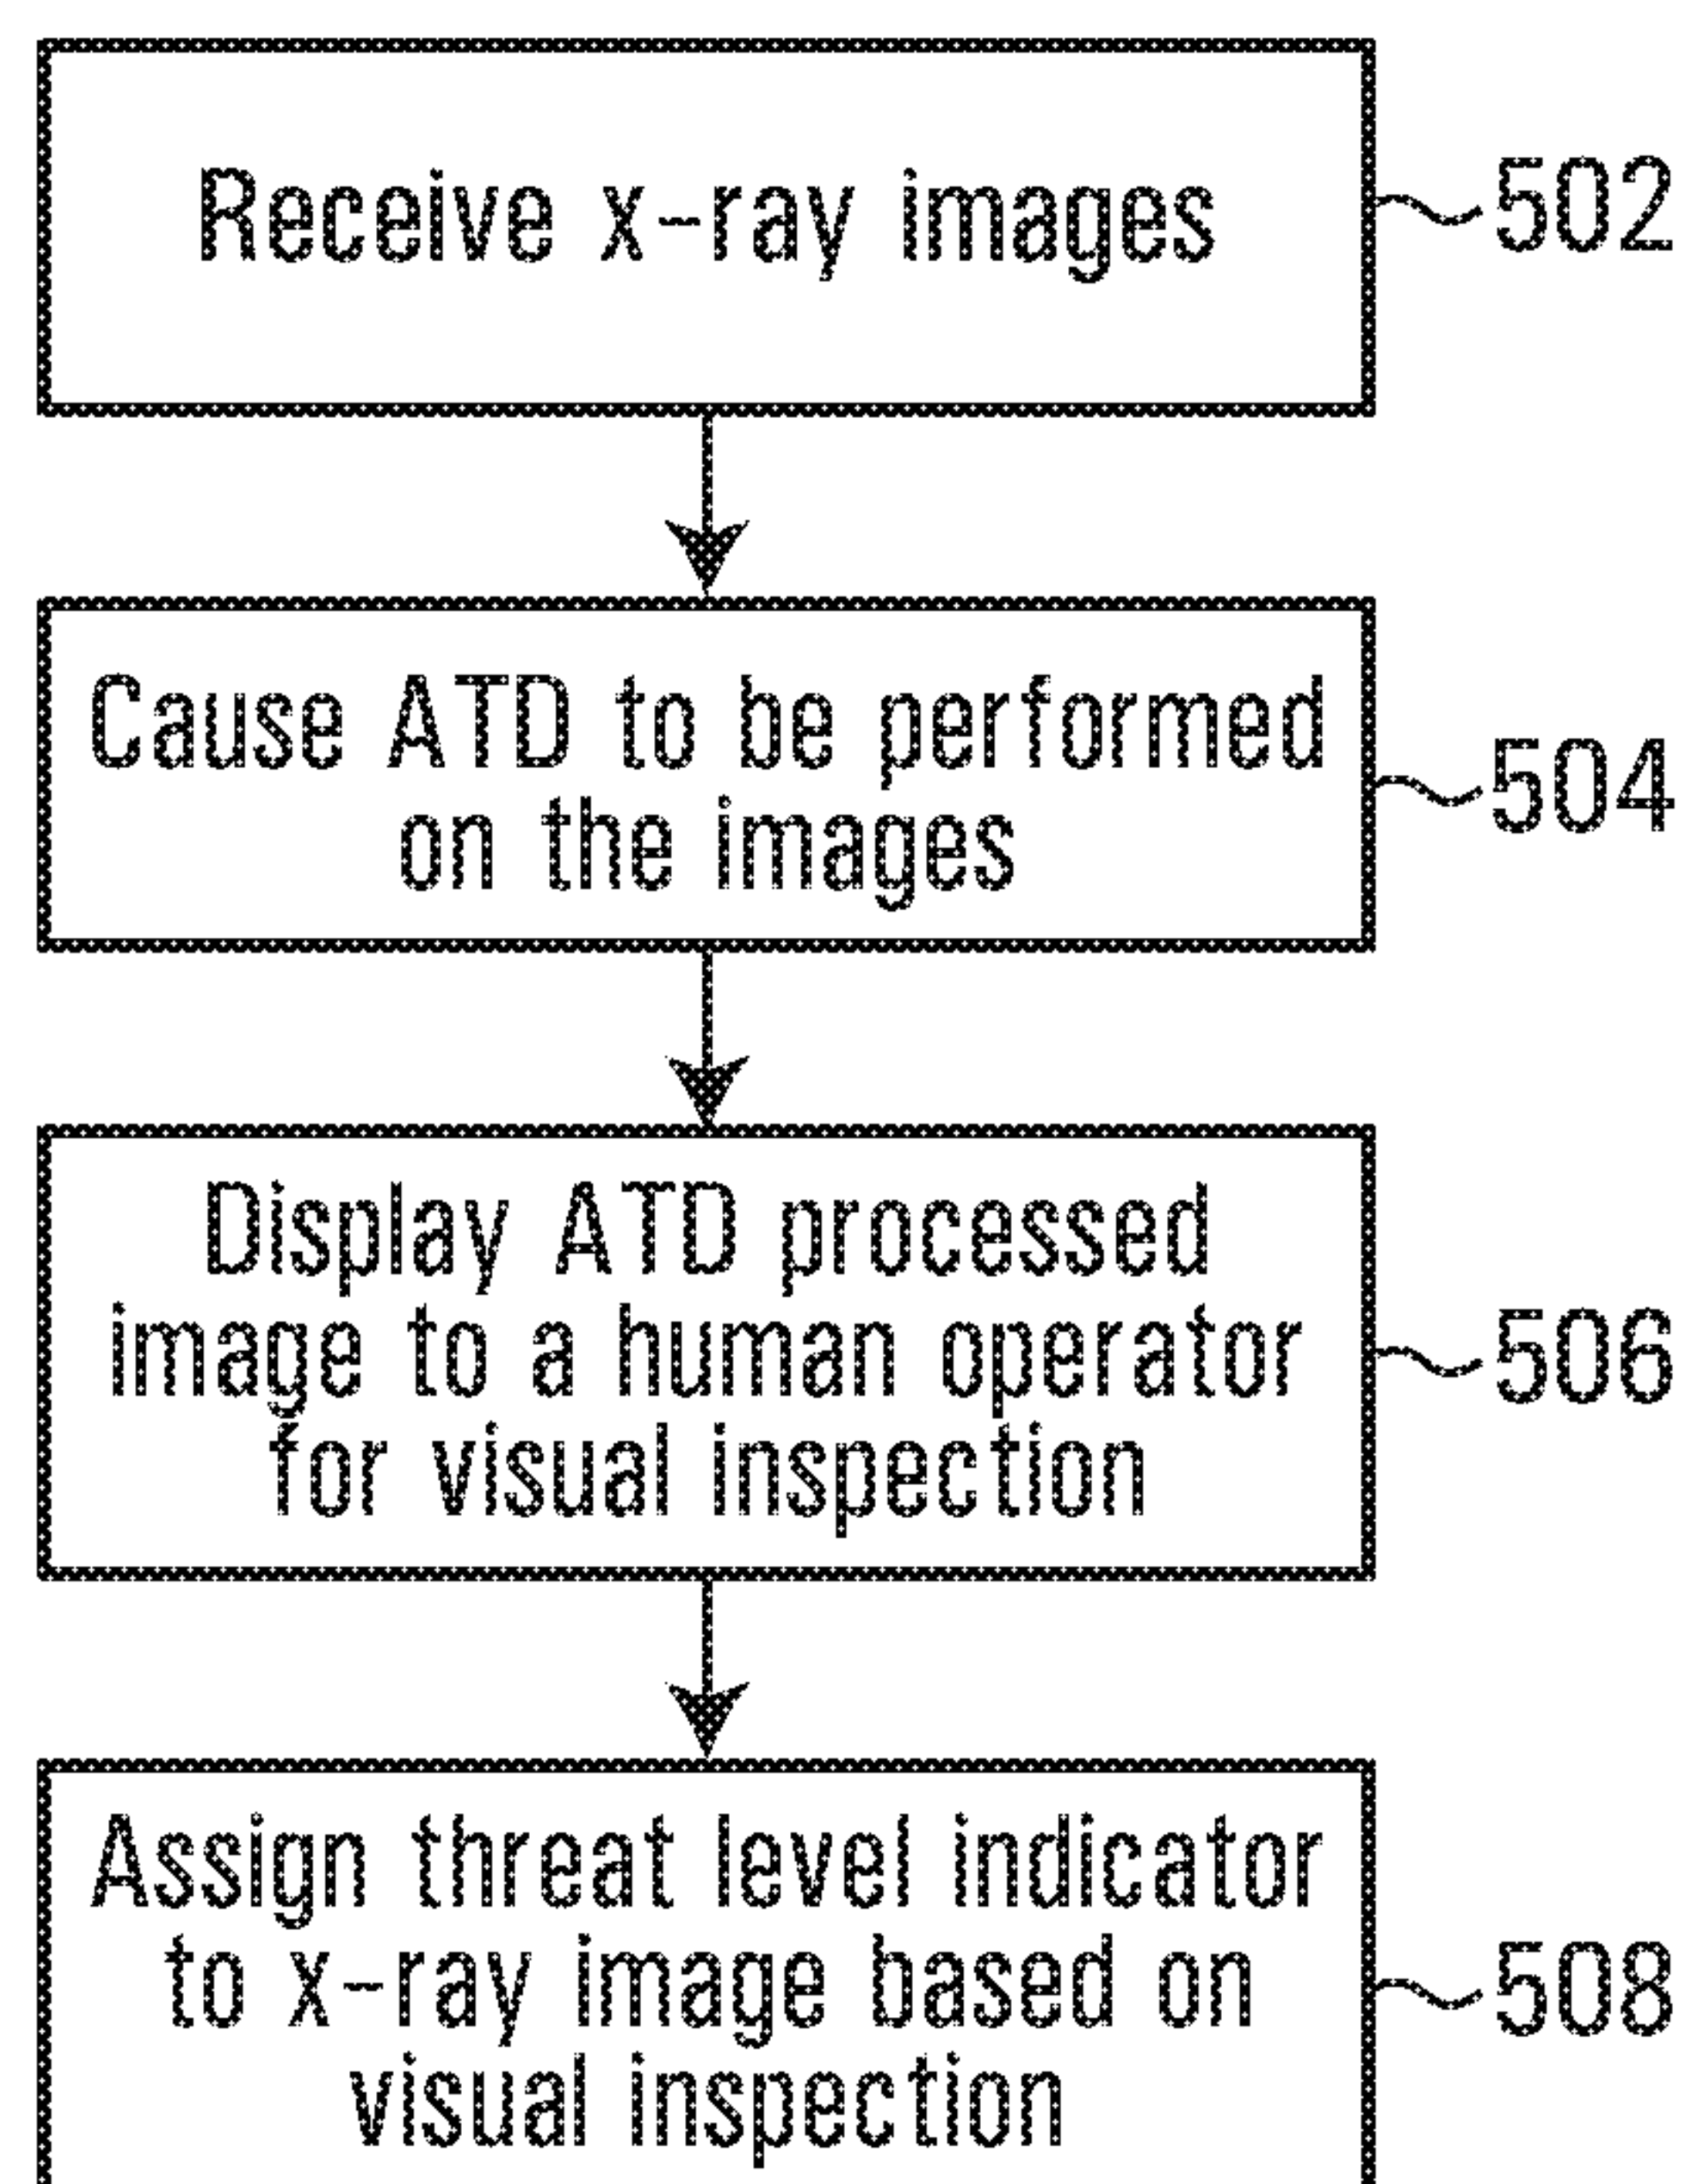 Receive x-ray images
502
Cause ATD to be performed
on the images
504
Display ATD processed
image to a human operator
for visual inspection
506
Assign threat level indicator
to x-ray image based on
visual inspection
508